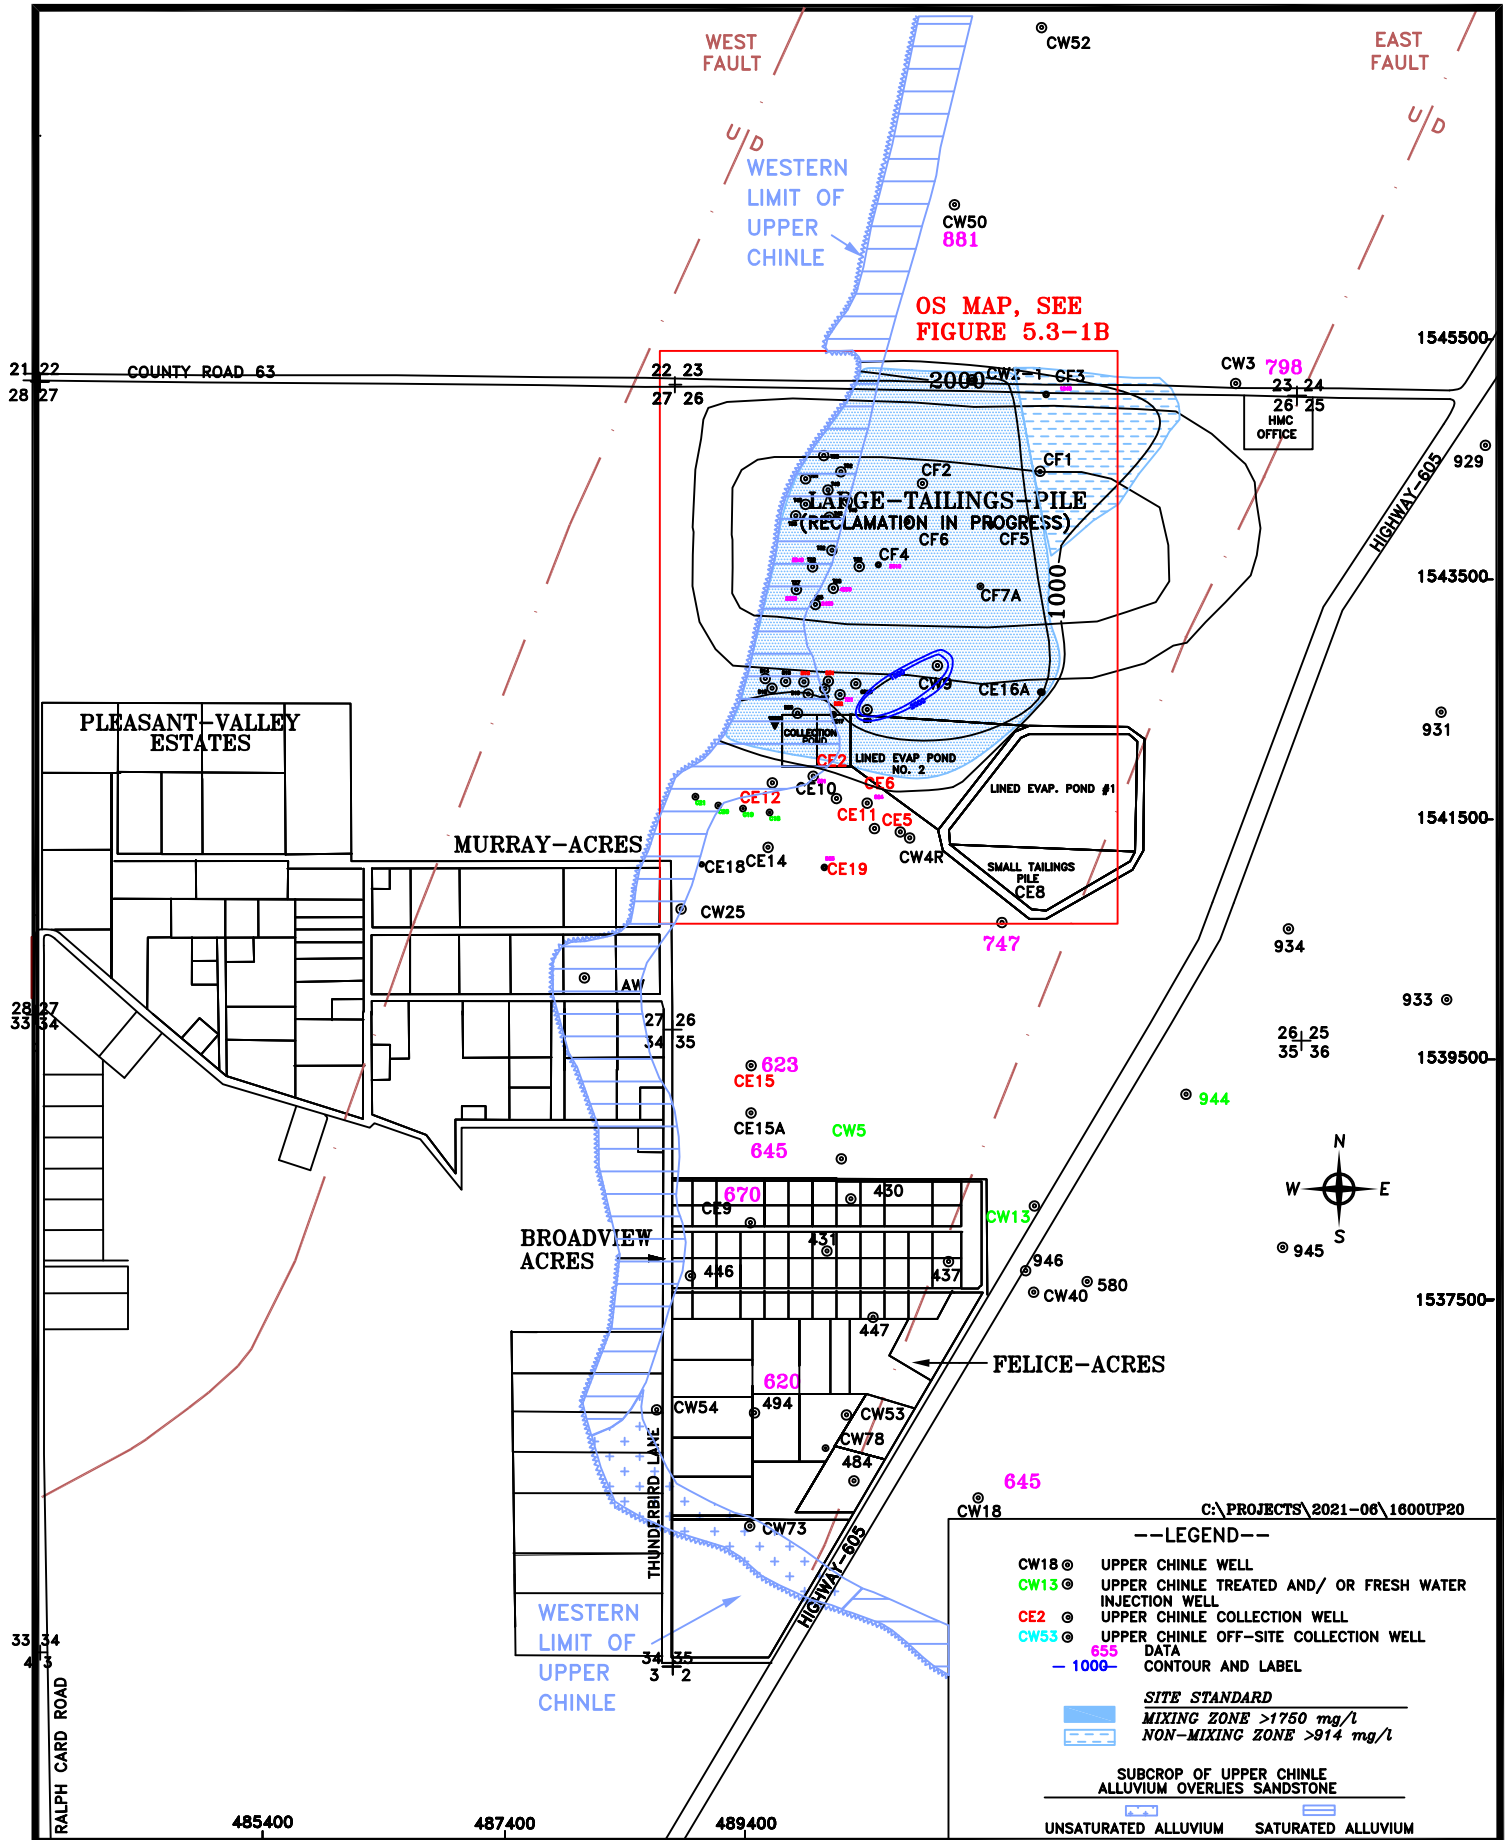 WEST
FAULT
CW52
EAST
FAULT
U/D
U/D
WESTERN
LIMIT OF
UPPER
CHINLE
CW50
881
OS MAP, SEE
FIGURE 5.3-1B
1545500
21 22
28 27
COUNTY ROAD 63
22 23
27 26
2000
CF3
CW3
798
23 24
26 25
HMC
OFFICE
929
HIGHWAY-605
CF1
CF2
LARGE-TAILINGS-PILE
(RECLAMATION IN PROGRESS)
CF6
CF5
CF4
1543500
CF7A
1000
CW9
CE16A
PLEASANT-VALLEY
ESTATES
931
COLLECTION
POND
LINED EVAP POND
NO. 2
CE2
CE10
CE6
LINED EVAP. POND #1
CE12
CE11
CE5
1541500
MURRAY-ACRES
CE18
CE14
CE19
CW4R
SMALL TAILINGS
PILE
CE8
CW25
747
934
AW
933
28 27
33 34
27 26
34 35
26 25
35 36
1539500
623
CE15
944
CE15A
645
CW5
N
W E
S
670
CE9
430
CW13
BROADVIEW
ACRES
431
945
446
437
946
580
CW40
1537500
447
FELICE-ACRES
620
494
CW54
CW53
CW78
484
THUNDERBIRD LANE
645
CW18
CW73
HIGHWAY-605
C:\PROJECTS\2021-06\1600UP20
--LEGEND--
CW18 UPPER CHINLE WELL
CW13 UPPER CHINLE TREATED AND/ OR FRESH WATER
INJECTION WELL
CE2 UPPER CHINLE COLLECTION WELL
CW53 UPPER CHINLE OFF-SITE COLLECTION WELL
655 DATA
1000 CONTOUR AND LABEL
SITE STANDARD
MIXING ZONE >1750 mg/l
NON-MIXING ZONE >914 mg/l
SUBCROP OF UPPER CHINLE
ALLUVIUM OVERLIES SANDSTONE
UNSATURATED ALLUVIUM SATURATED ALLUVIUM
WESTERN
LIMIT OF
UPPER
CHINLE
33 34
4 3
34 35
3 2
RALPH CARD ROAD
485400
487400
489400